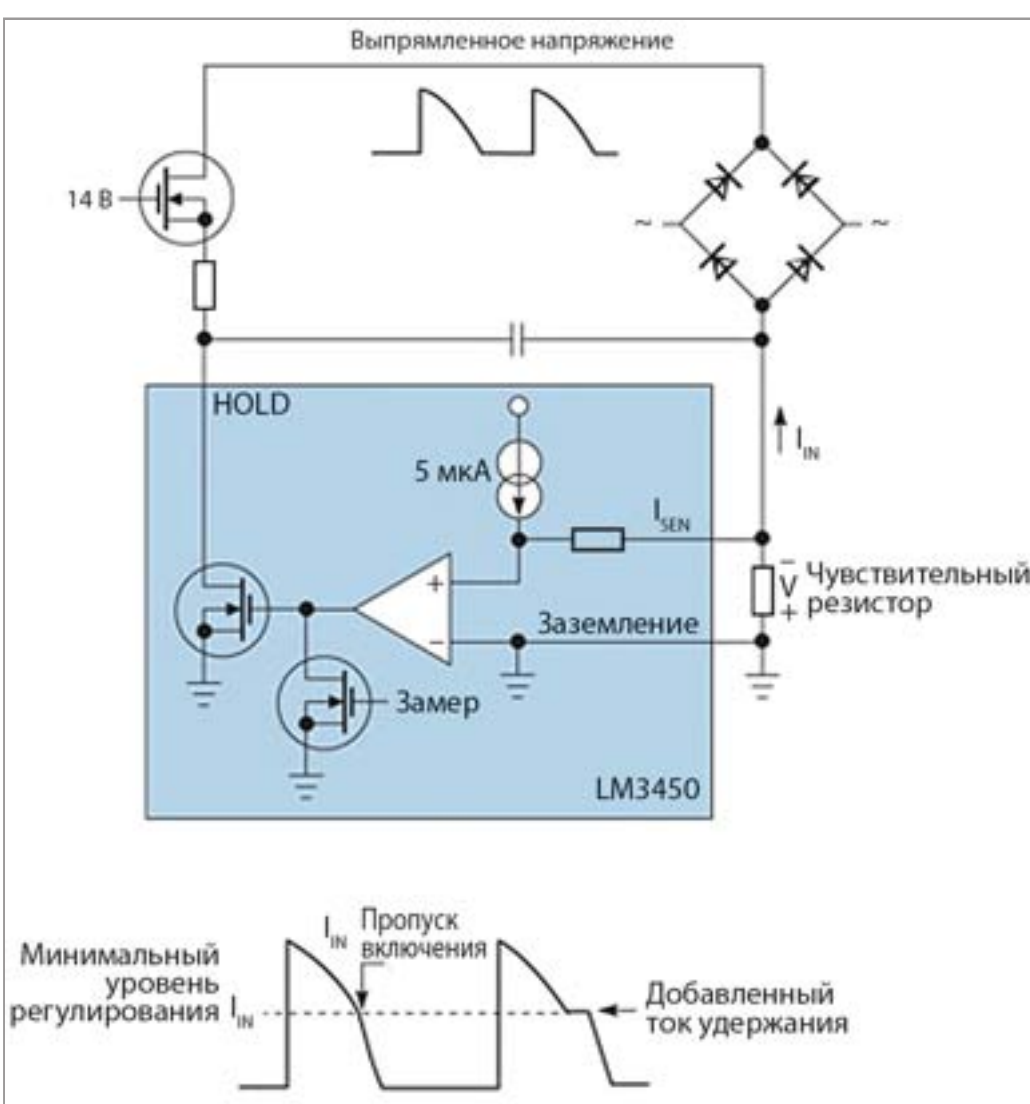 Выпрямленное напряжение
14 В
~
~
HOLD
5 мкА
I_SEN
I_IN
+
−
Заземление
Замер
LM3450
−
V
+
Чувствительный
резистор
I_IN
Пропуск
включения
Минимальный
уровень
регулирования I_IN
Добавленный
ток удержания